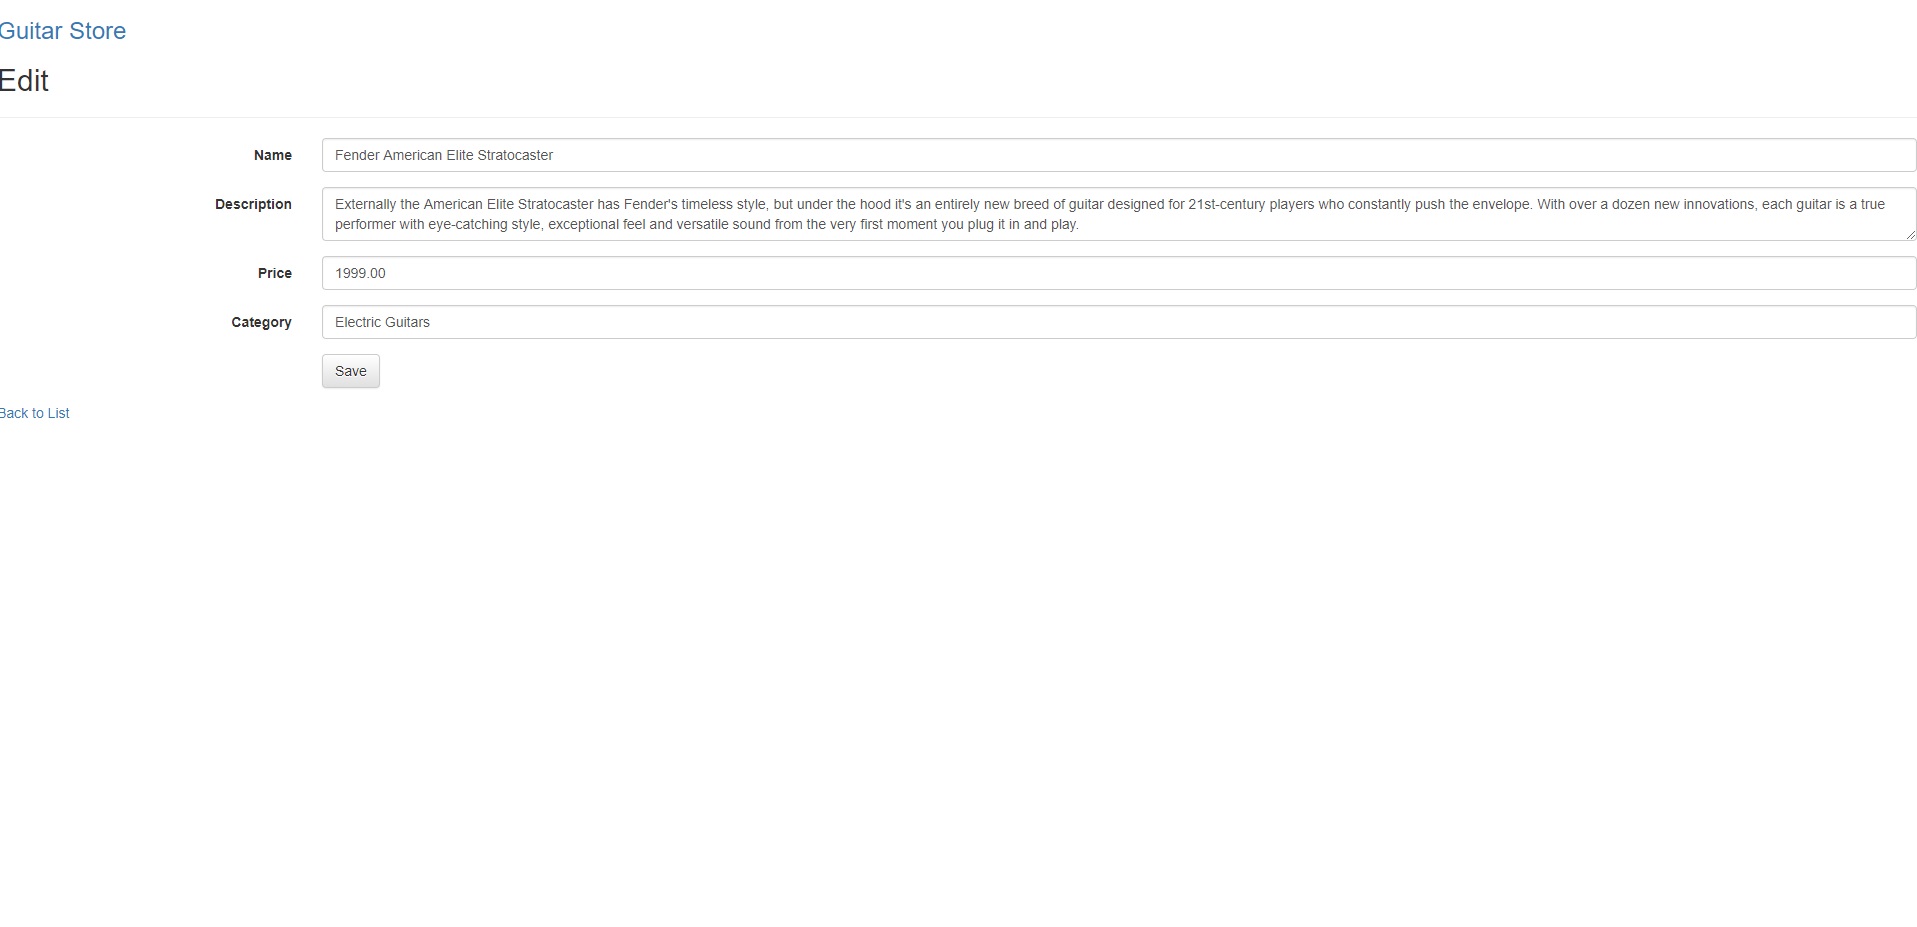 Guitar Store
Edit
Name
Fender American Elite Stratocaster
Description
Externally the American Elite Stratocaster has Fender's timeless style, but under the hood it's an entirely new breed of guitar designed for 21st-century players who constantly push the envelope. With over a dozen new innovations, each guitar is a true
performer with eye-catching style, exceptional feel and versatile sound from the very first moment you plug it in and play.
Price
1999.00
Category
Electric Guitars
Save
Back to List